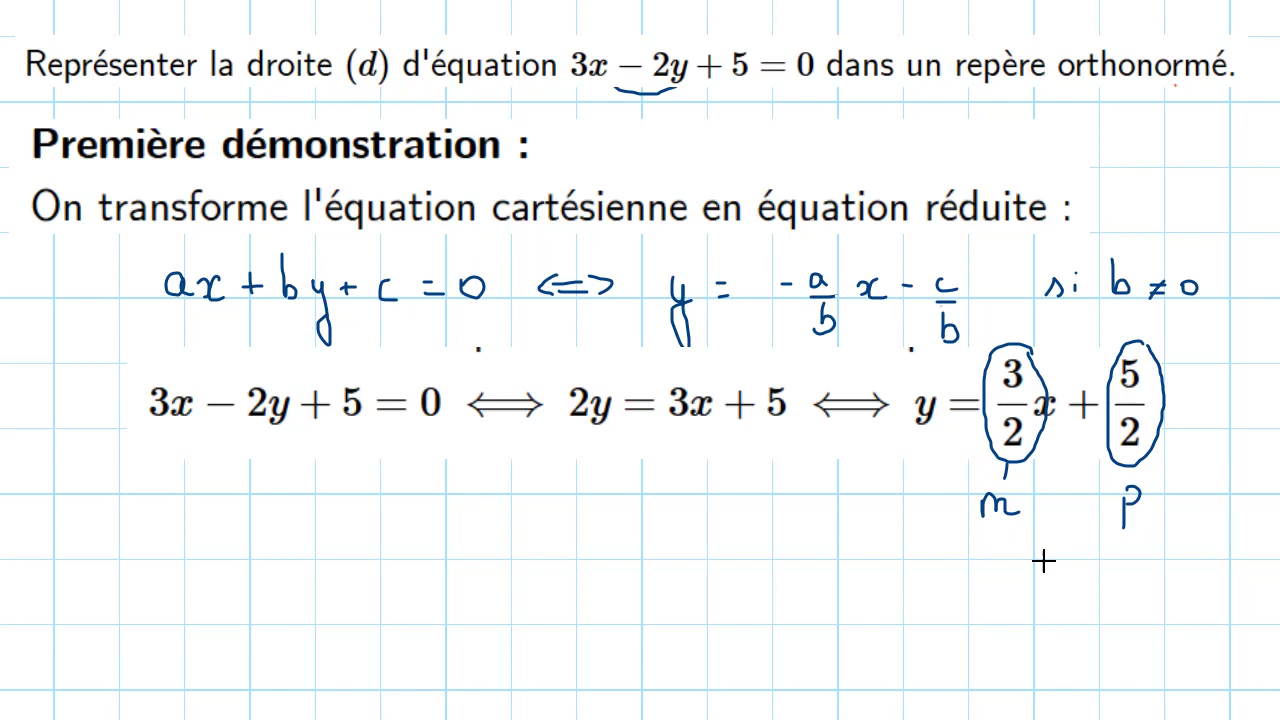 Représenter la droite (d) d'équation 3x − 2y + 5 = 0 dans un repère orthonormé.
Première démonstration :
On transforme l'équation cartésienne en équation réduite :
ax + by + c = 0 <=> y = - a/b x - c/b si b ≠ 0
3x − 2y + 5 = 0 ⟺ 2y = 3x + 5 ⟺ y = 3/2 x + 5/2
m p